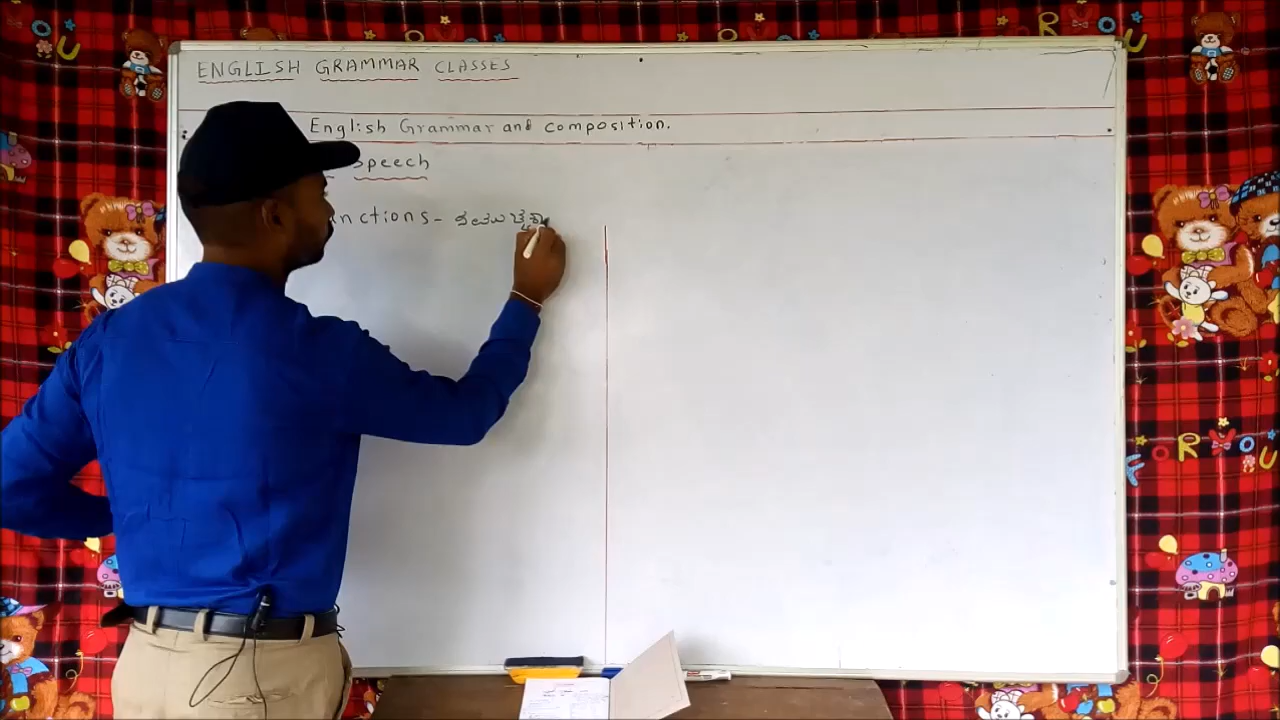 ENGLISH GRAMMAR CLASSES
English Grammar and composition.
speech
nctions-
FOR YOU